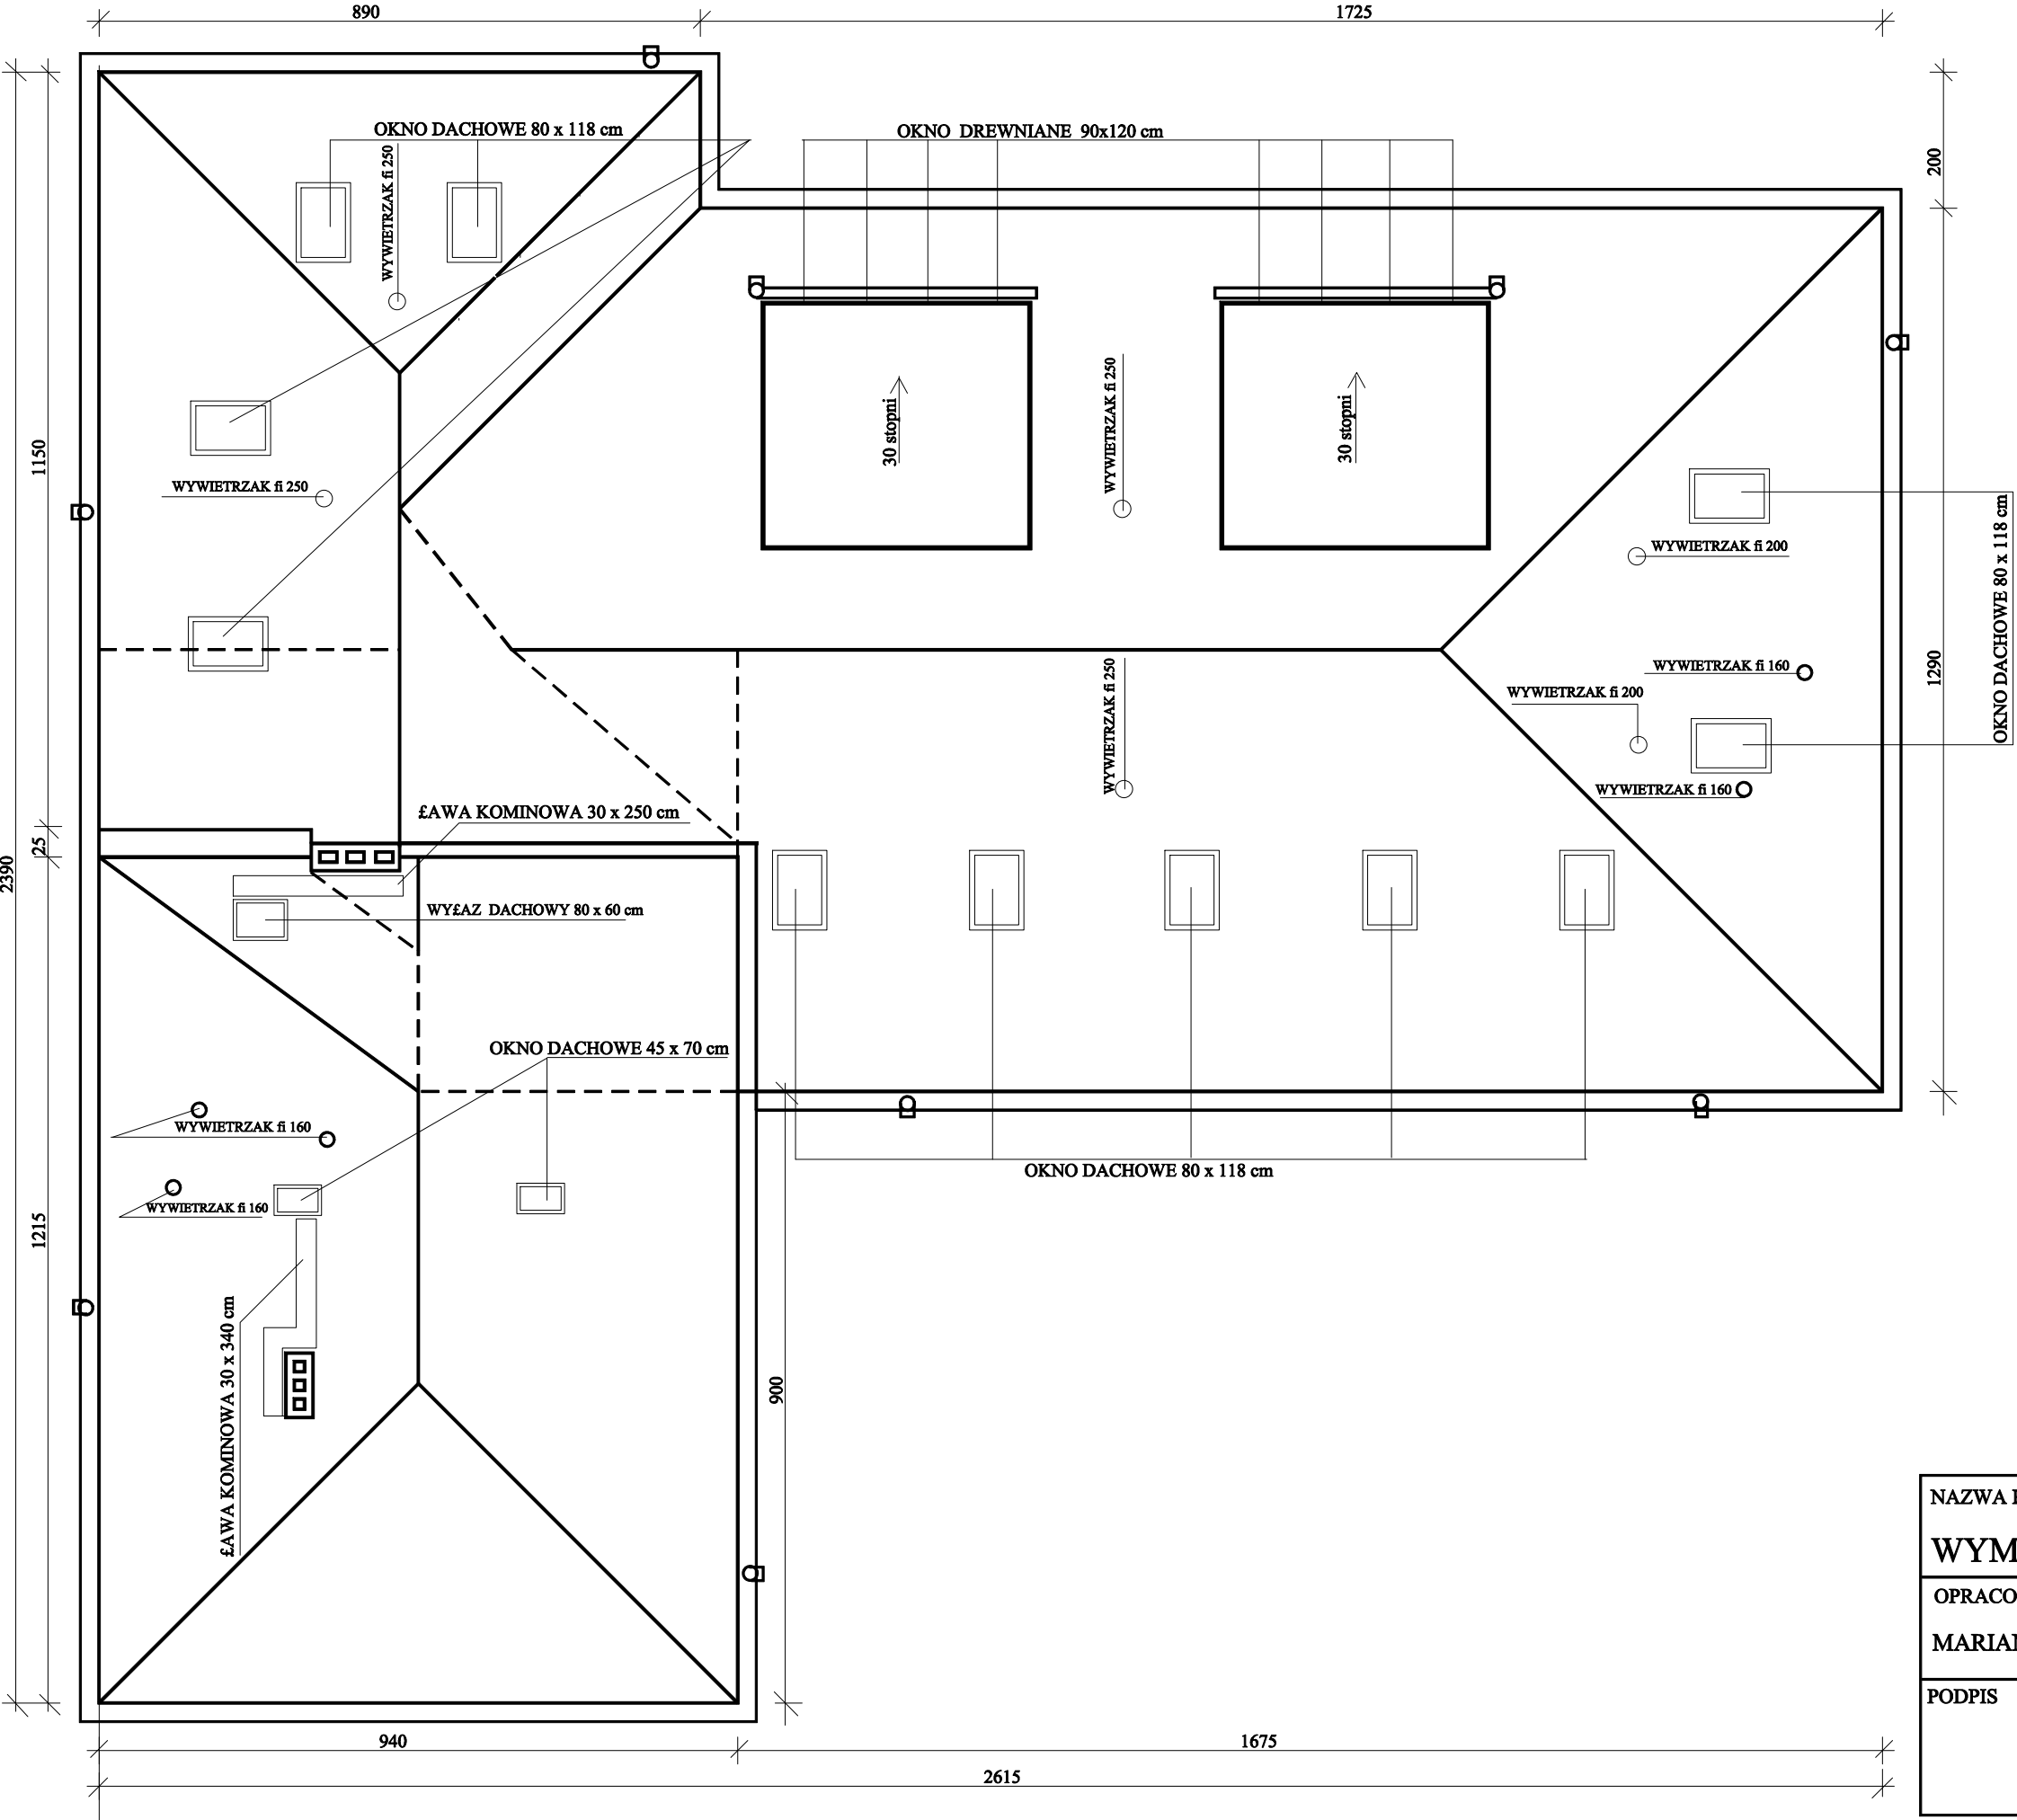 890
1725
OKNO DACHOWE 80 x 118 cm
OKNO DREWNIANE 90x120 cm
WYWIETRZAK fi 250
200
30 stopni
WYWIETRZAK fi 250
30 stopni
1150
WYWIETRZAK fi 250
WYWIETRZAK fi 200
OKNO DACHOWE 80 x 118 cm
WYWIETRZAK fi 250
WYWIETRZAK fi 160
WYWIETRZAK fi 200
1290
WYWIETRZAK fi 160
£AWA KOMINOWA 30 x 250 cm
25
2390
WY£AZ DACHOWY 80 x 60 cm
OKNO DACHOWE 45 x 70 cm
WYWIETRZAK fi 160
OKNO DACHOWE 80 x 118 cm
WYWIETRZAK fi 160
1215
£AWA KOMINOWA 30 x 340 cm
900
NAZWA
WYM
OPRACO
MARIAN
PODPIS
940
1675
2615